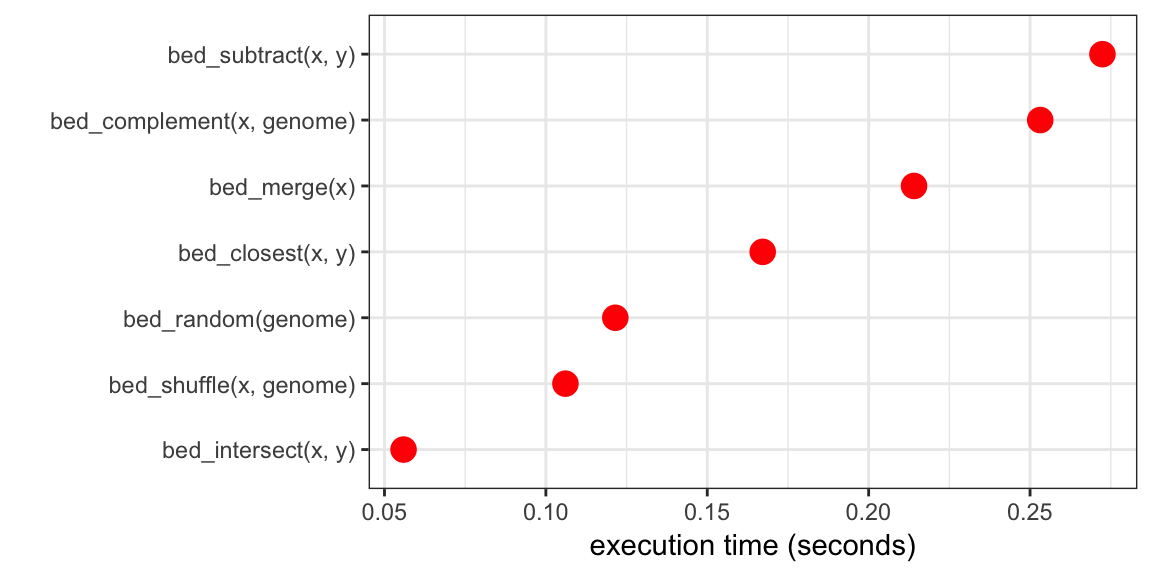 bed_subtract(x, y)
bed_complement(x, genome)
bed_merge(x)
bed_closest(x, y)
bed_random(genome)
bed_shuffle(x, genome)
bed_intersect(x, y)
0.05 0.10 0.15 0.20 0.25
execution time (seconds)